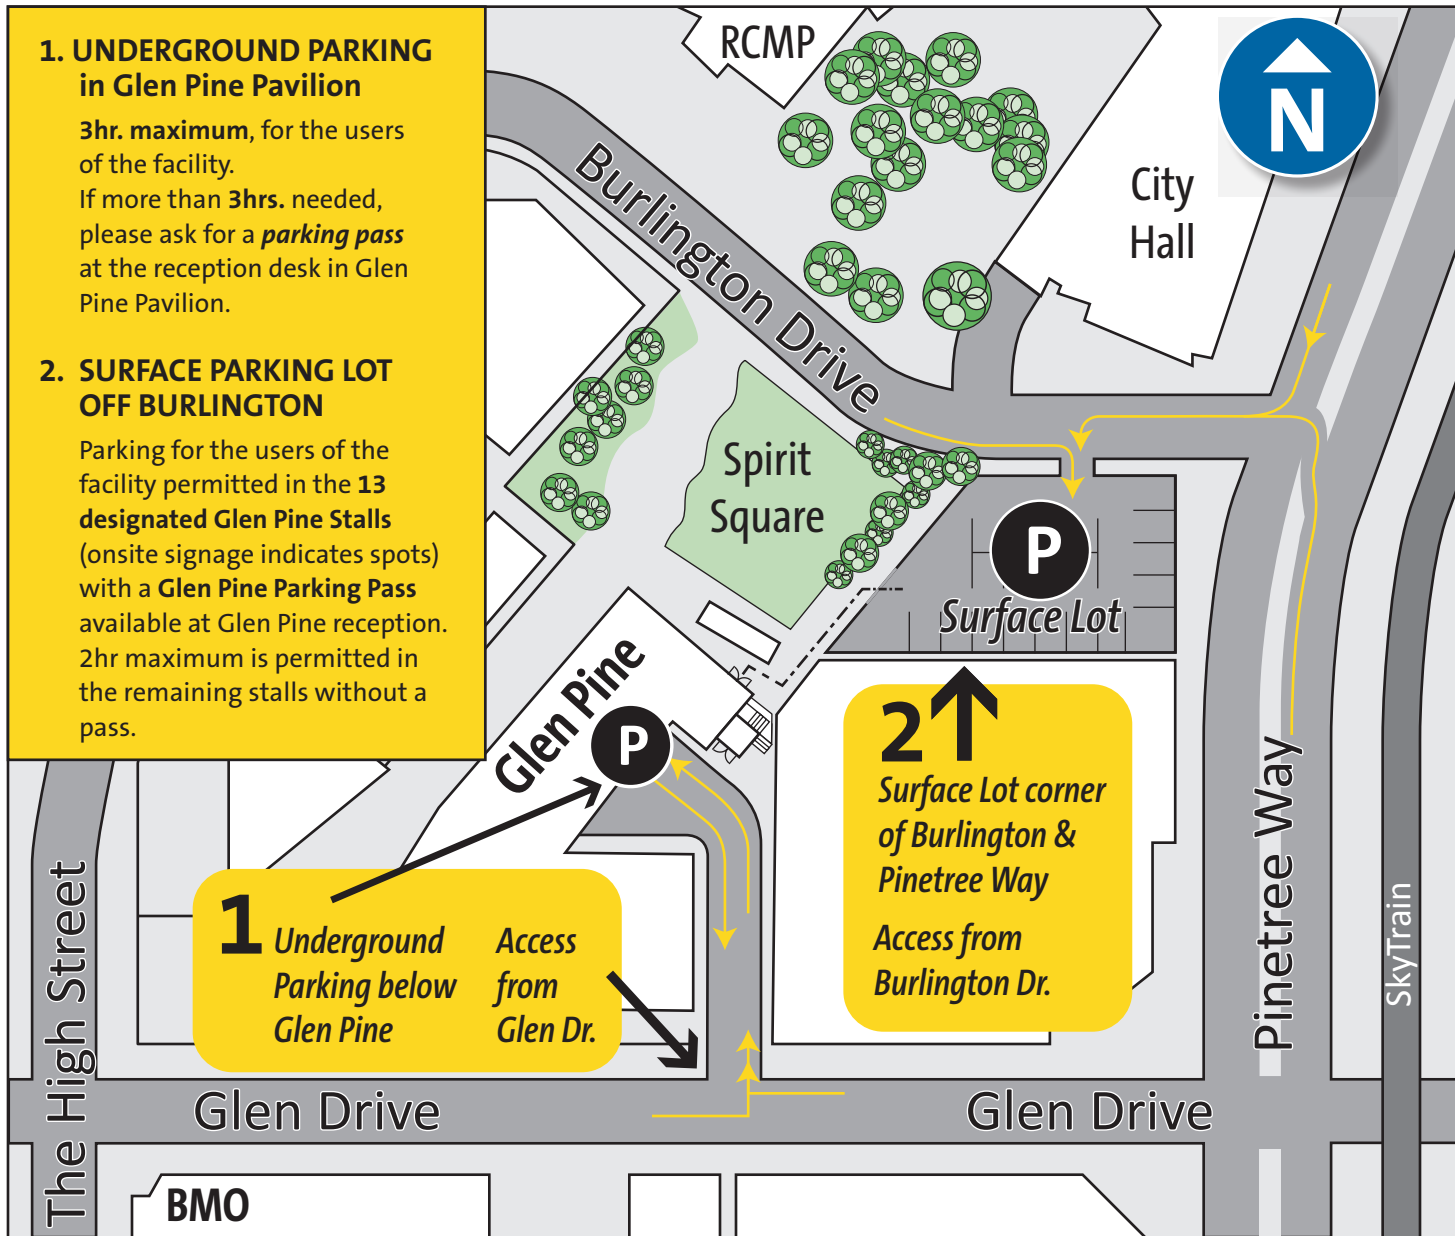 1. UNDERGROUND PARKING
in Glen Pine Pavilion
3hr. maximum, for the users
of the facility.
If more than 3hrs. needed,
please ask for a parking pass
at the reception desk in Glen
Pine Pavilion.
2. SURFACE PARKING LOT
OFF BURLINGTON
Parking for the users of the
facility permitted in the 13
designated Glen Pine Stalls
(onsite signage indicates spots)
with a Glen Pine Parking Pass
available at Glen Pine reception.
2hr maximum is permitted in
the remaining stalls without a
pass.
RCMP
N
City
Hall
Burlington Drive
Spirit
Square
P
Surface Lot
Glen Pine
P
2
Surface Lot corner
of Burlington &
Pinetree Way
Access from
Burlington Dr.
1
Underground
Parking below
Glen Pine
Access
from
Glen Dr.
Pinetree Way
SkyTrain
The High Street
Glen Drive
Glen Drive
BMO